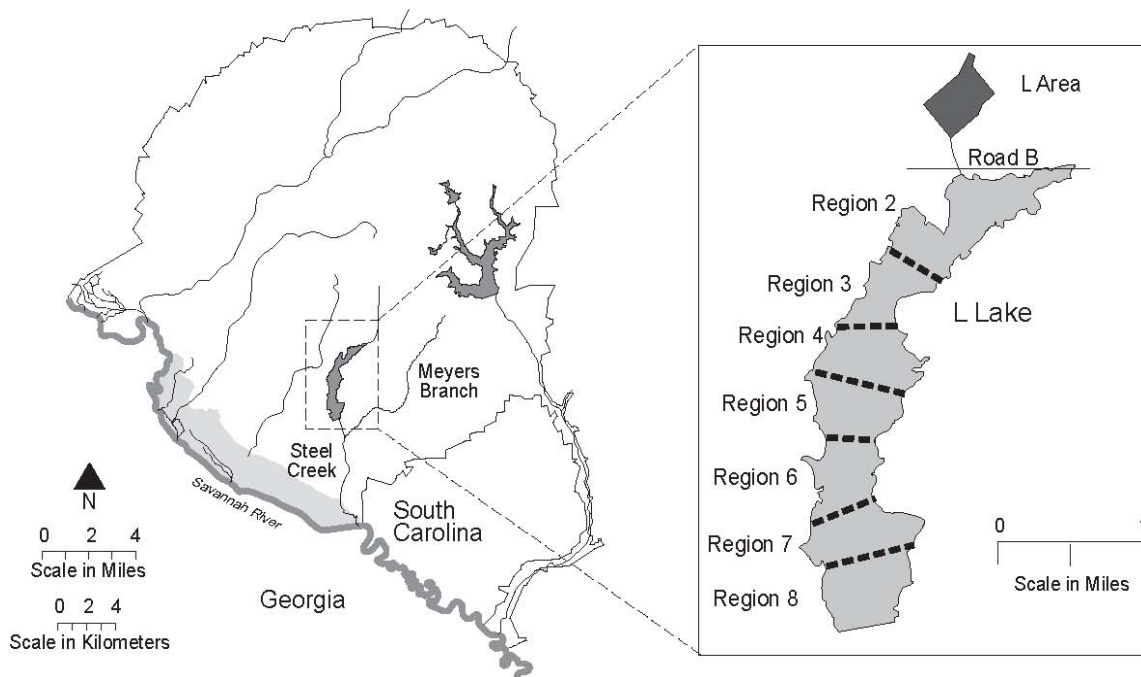 Meyers
Branch
Steel
Creek
Savannah River
South
Carolina
Georgia
N
0 2 4
Scale in Miles
0 2 4
Scale in Kilometers
L Area
Road B
Region 2
Region 3
L Lake
Region 4
Region 5
Region 6
Region 7
Region 8
0
Scale in Miles